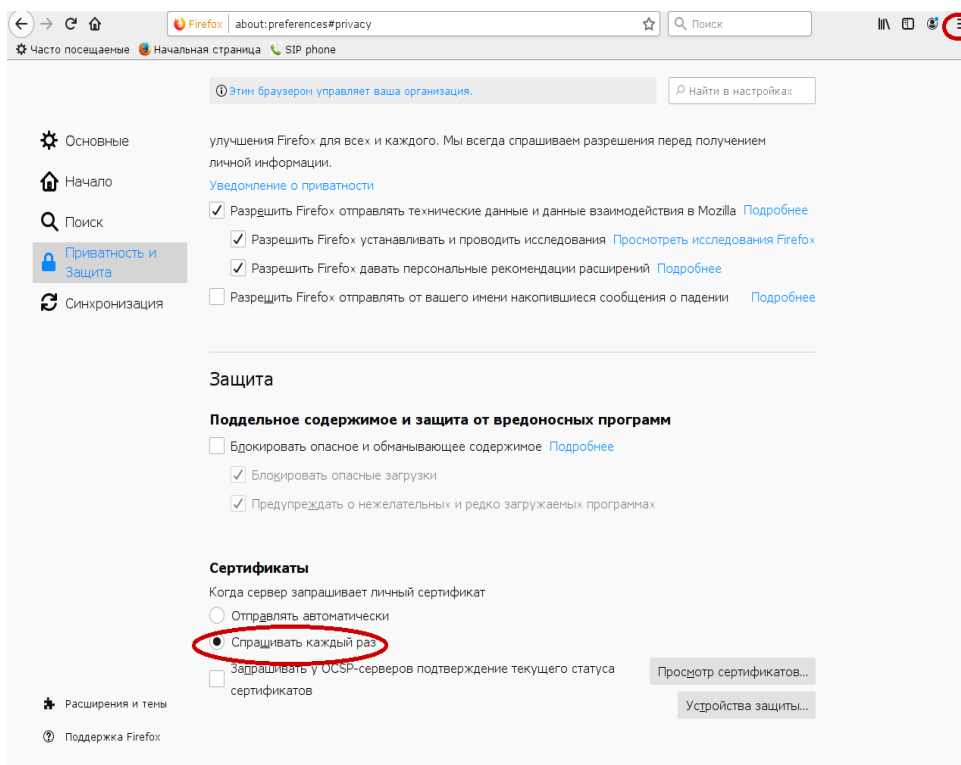 Firefox about:preferences#privacy Поиск
Часто посещаемые Начальная страница SIP phone
Этим браузером управляет ваша организация. Найти в настройках
Основные
Начало
Поиск
Приватность и
Защита
Синхронизация
Расширения и темы
Поддержка Firefox
улучшения Firefox для всех и каждого. Мы всегда спрашиваем разрешения перед получением
личной информации.
Уведомление о приватности
Разрешить Firefox отправлять технические данные и данные взаимодействия в Mozilla Подробнее
Разрешить Firefox устанавливать и проводить исследования Просмотреть исследования Firefox
Разрешить Firefox давать персональные рекомендации расширений Подробнее
Разрешить Firefox отправлять от вашего имени накопившиеся сообщения о падении Подробнее
Защита
Поддельное содержимое и защита от вредоносных программ
Блокировать опасное и обманывающее содержимое Подробнее
Блокировать опасные загрузки
Предупреждать о нежелательных и редко загружаемых программах
Сертификаты
Когда сервер запрашивает личный сертификат
Отправлять автоматически
Спрашивать каждый раз
Запрашивать у OCSP-серверов подтверждение текущего статуса
сертификатов
Просмотр сертификатов...
Устройства защиты...